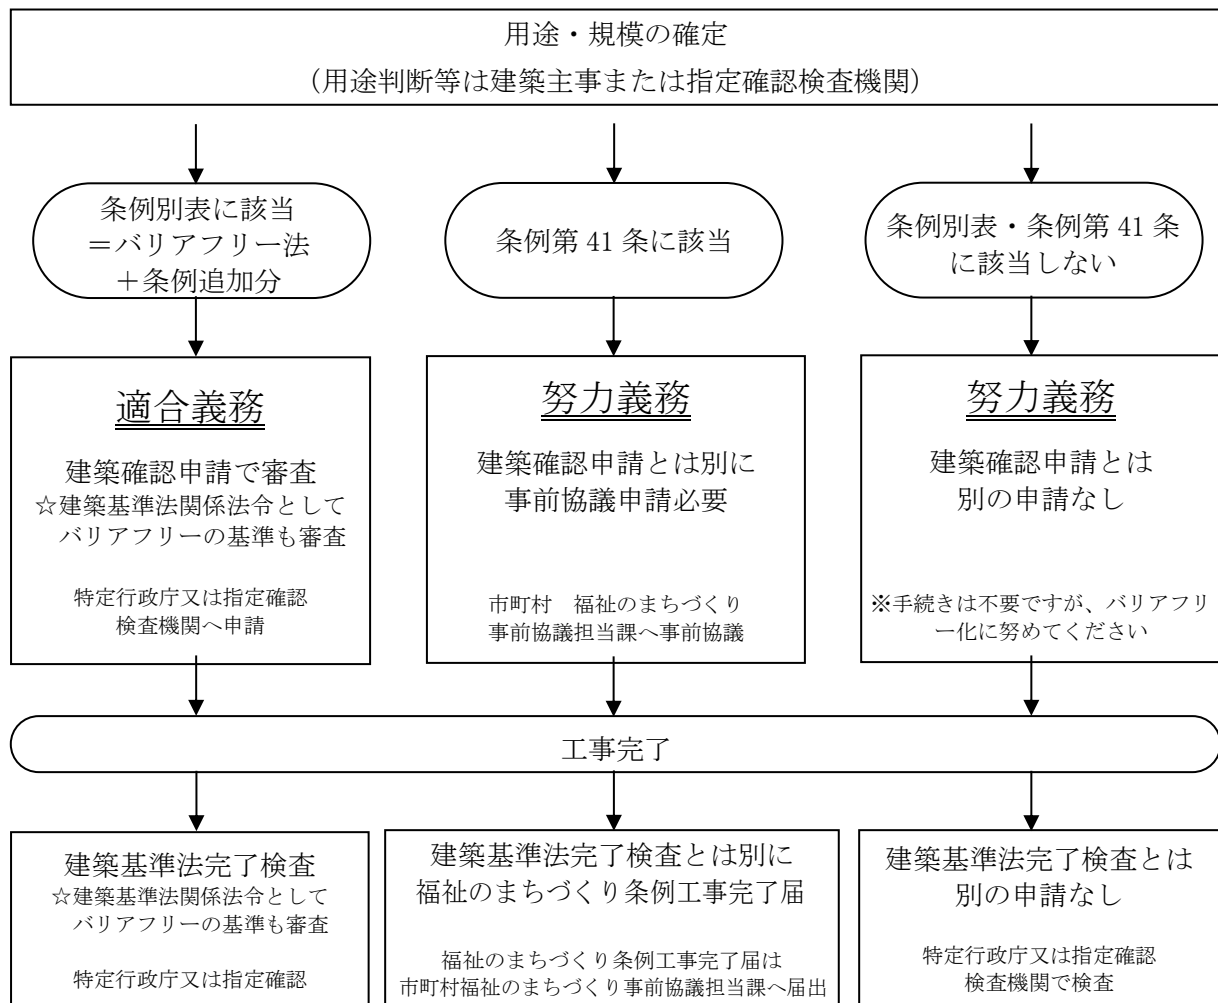 用途・規模の確定
（用途判断等は建築主事または指定確認検査機関）
条例別表に該当
＝バリアフリー法
＋条例追加分
条例第 41 条に該当
条例別表・条例第 41 条
に該当しない
適合義務
建築確認申請で審査
☆建築基準法関係法令として
バリアフリーの基準も審査
特定行政庁又は指定確認
検査機関へ申請
努力義務
建築確認申請とは別に
事前協議申請必要
市町村　福祉のまちづくり
事前協議担当課へ事前協議
努力義務
建築確認申請とは
別の申請なし
※手続きは不要ですが、バリアフリ
ー化に努めてください
工事完了
建築基準法完了検査
☆建築基準法関係法令として
バリアフリーの基準も審査
特定行政庁又は指定確認
建築基準法完了検査とは別に
福祉のまちづくり条例工事完了届
福祉のまちづくり条例工事完了届は
市町村福祉のまちづくり事前協議担当課へ届出
建築基準法完了検査とは
別の申請なし
特定行政庁又は指定確認
検査機関で検査